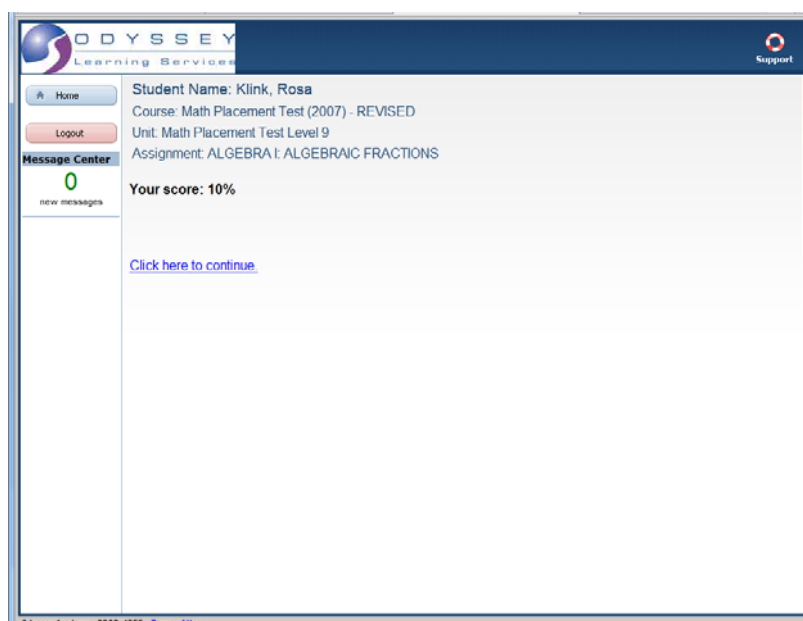 ODYSSEY
Learning Services
Support
Home
Logout
Message Center
0
new messages
Student Name: Klink, Rosa
Course: Math Placement Test (2007) - REVISED
Unit: Math Placement Test Level 9
Assignment: ALGEBRA I: ALGEBRAIC FRACTIONS
Your score: 10%
Click here to continue.